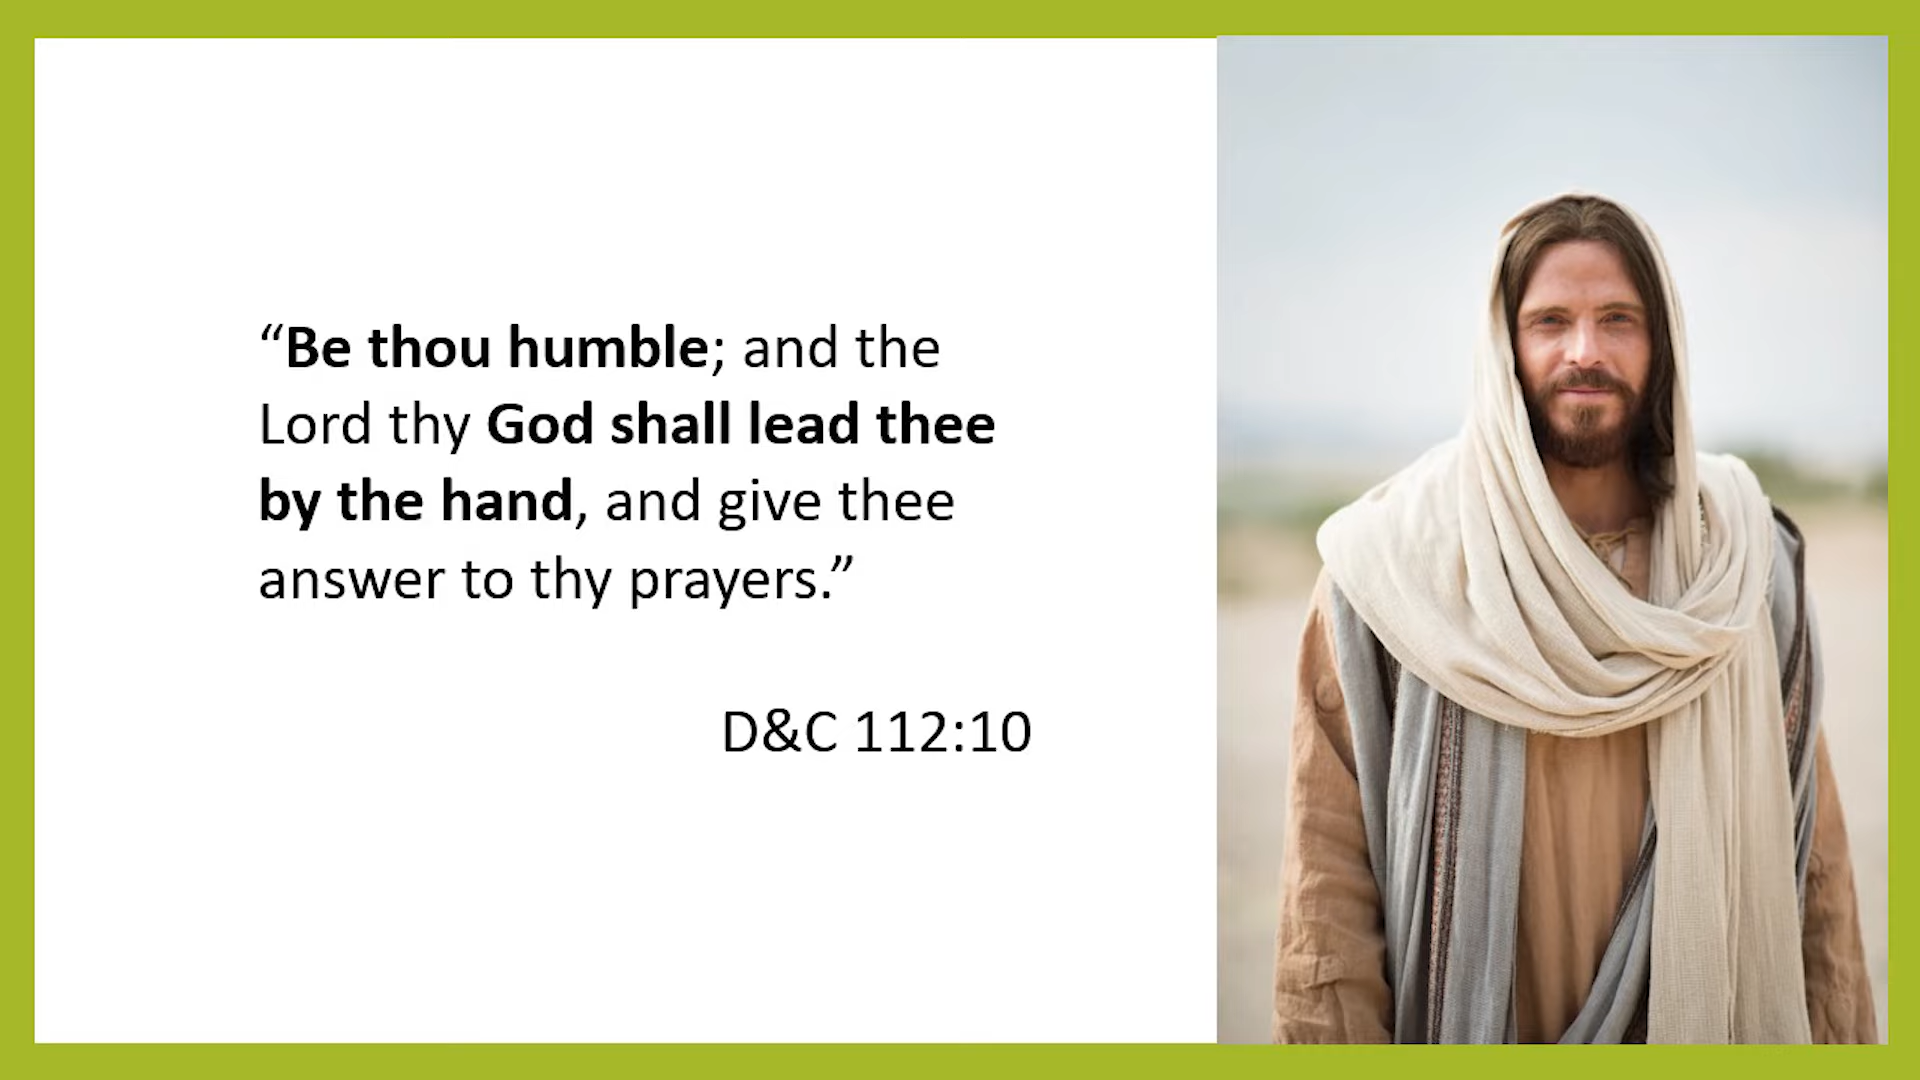 “Be thou humble; and the
Lord thy God shall lead thee
by the hand, and give thee
answer to thy prayers.”
D&C 112:10